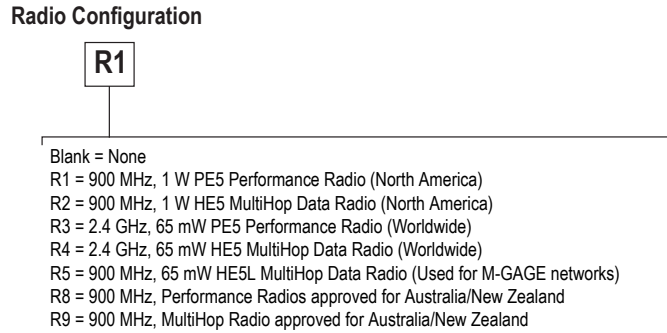 Radio Configuration
R1
Blank = None
R1 = 900 MHz, 1 W PE5 Performance Radio (North America)
R2 = 900 MHz, 1 W HE5 MultiHop Data Radio (North America)
R3 = 2.4 GHz, 65 mW PE5 Performance Radio (Worldwide)
R4 = 2.4 GHz, 65 mW HE5 MultiHop Data Radio (Worldwide)
R5 = 900 MHz, 65 mW HE5L MultiHop Data Radio (Used for M-GAGE networks)
R8 = 900 MHz, Performance Radios approved for Australia/New Zealand
R9 = 900 MHz, MultiHop Radio approved for Australia/New Zealand